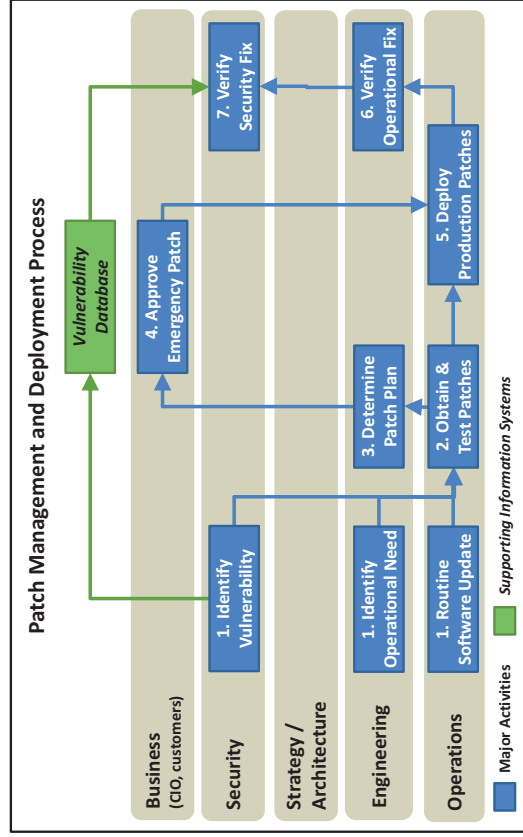 Patch Management and Deployment Process
Vulnerability
Database
Business
(CIO, customers)
4. Approve
Emergency Patch
Security
1. Identify
Vulnerability
7. Verify
Security Fix
Strategy /
Architecture
Engineering
1. Identify
Operational Need
3. Determine
Patch Plan
6. Verify
Operational Fix
Operations
1. Routine
Software Update
2. Obtain &
Test Patches
5. Deploy
Production Patches
Major Activities
Supporting Information Systems